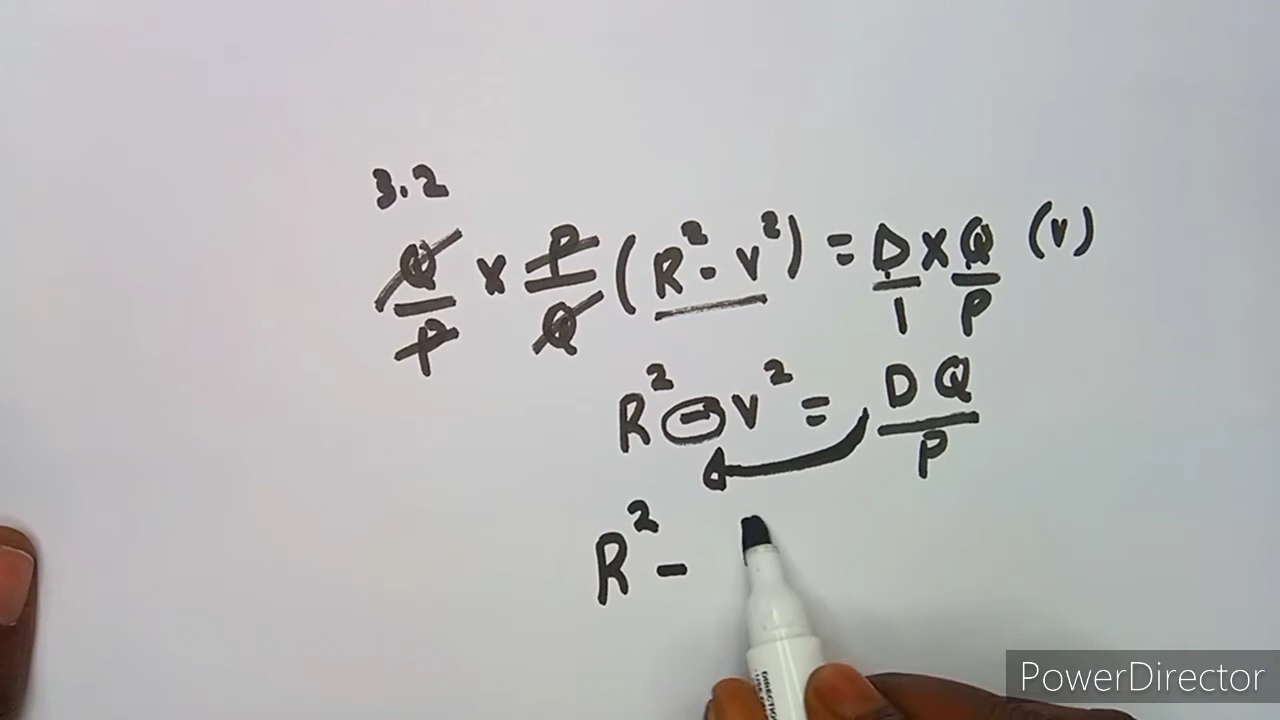 3.2
Q/P × P/Q (R² - V²) = D/1 × Q/P (V)
R² - V² = DQ/P
R² -
PowerDirector